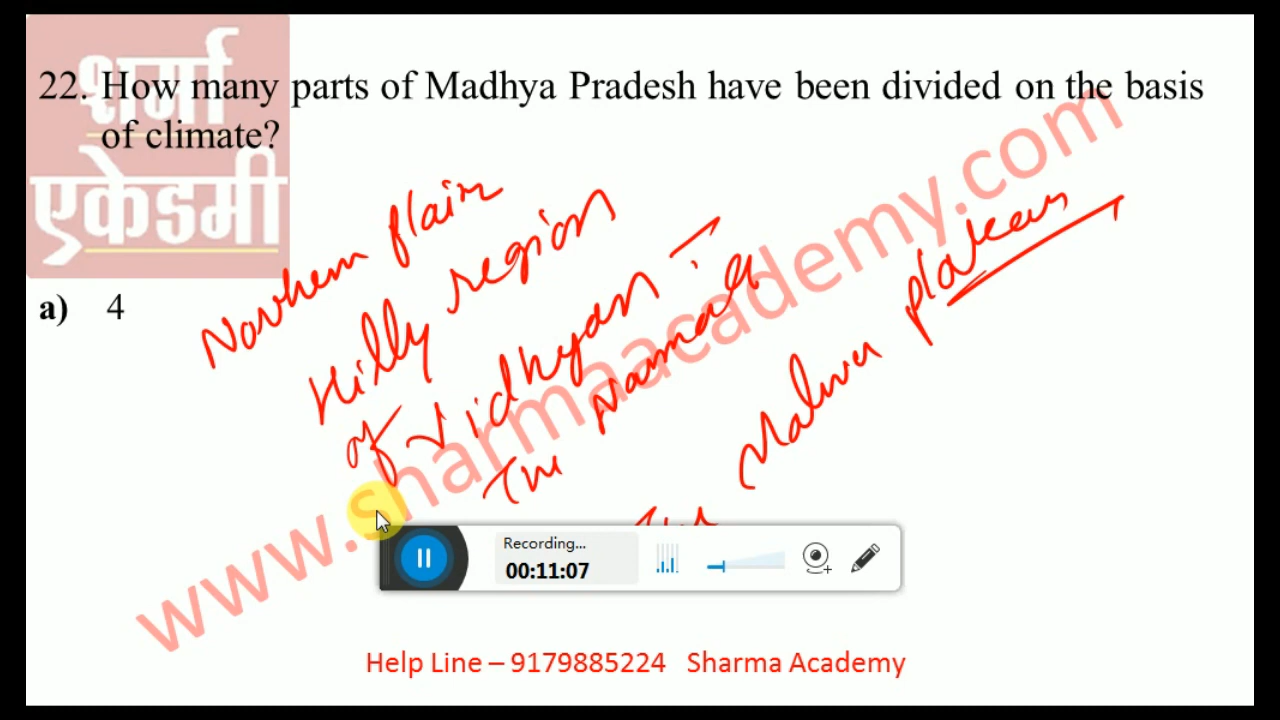 शर्मा
एकेडमी
22. How many parts of Madhya Pradesh have been divided on the basis
of climate?
a) 4
Northern plain
Hilly region
of Vidhyan -
The Narmada
The Malwa plateau
www.sharmaacademy.com
Recording...
00:11:07
Help Line – 9179885224 Sharma Academy